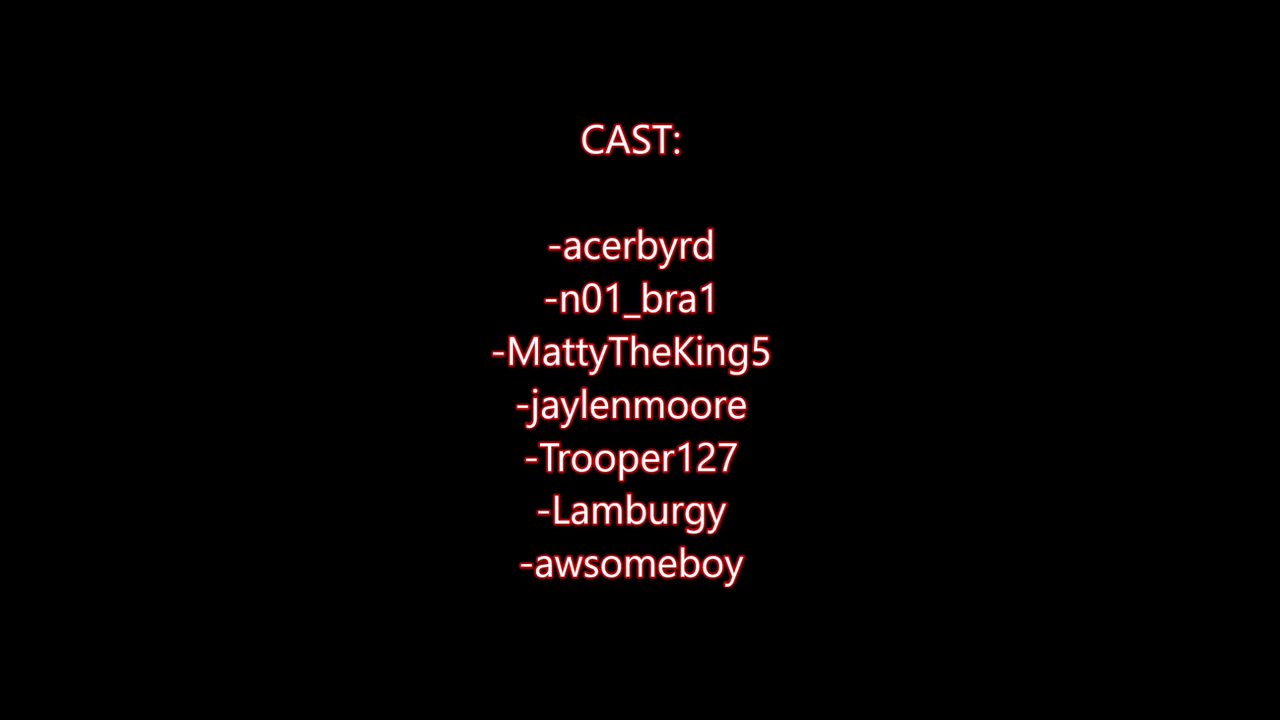 CAST:
-acerbyrd
-n01_bra1
-MattyTheKing5
-jaylenmoore
-Trooper127
-Lamburgy
-awsomeboy